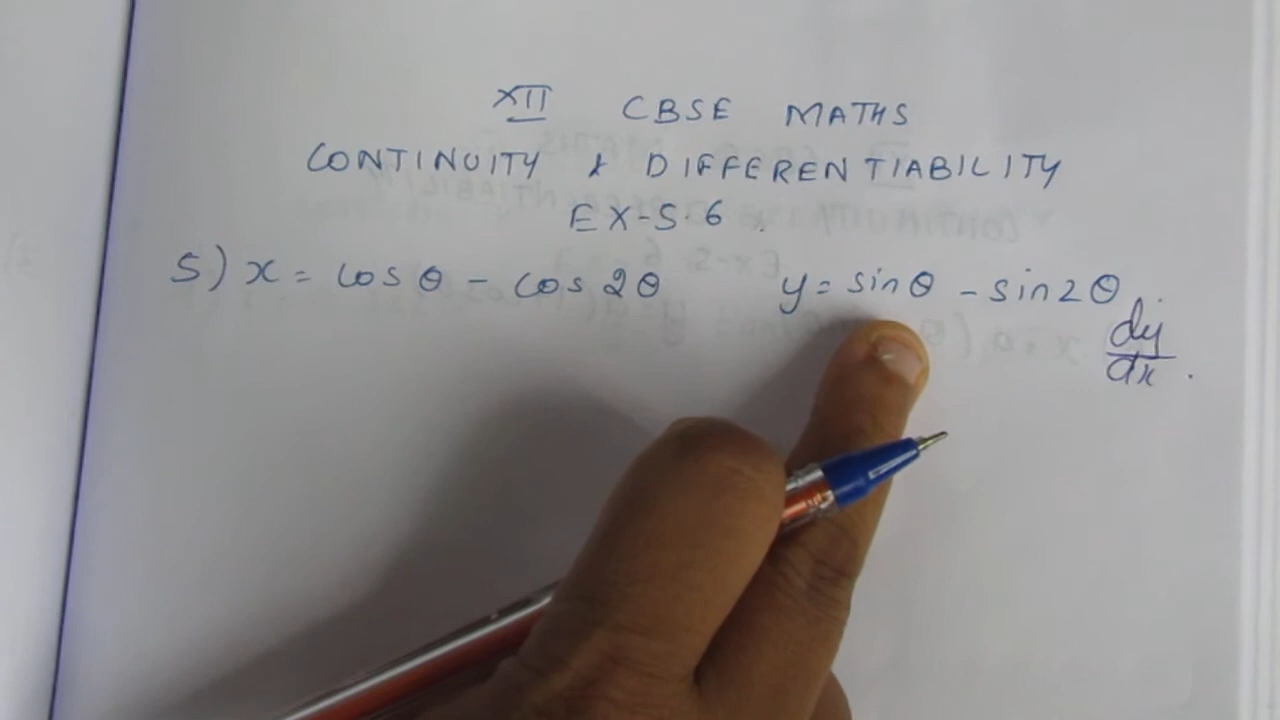 XII CBSE MATHS
CONTINUITY & DIFFERENTIABILITY
EX-5.6
5) x = cos θ - cos 2θ y = sin θ - sin 2θ
dy/dx.